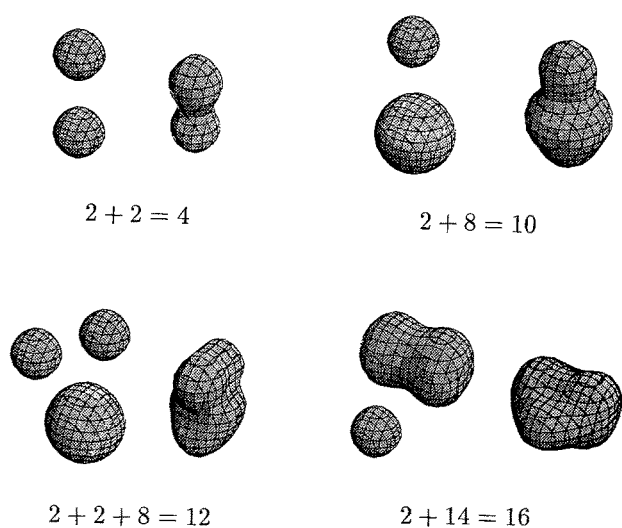 2 + 2 = 4
2 + 8 = 10
2 + 2 + 8 = 12
2 + 14 = 16